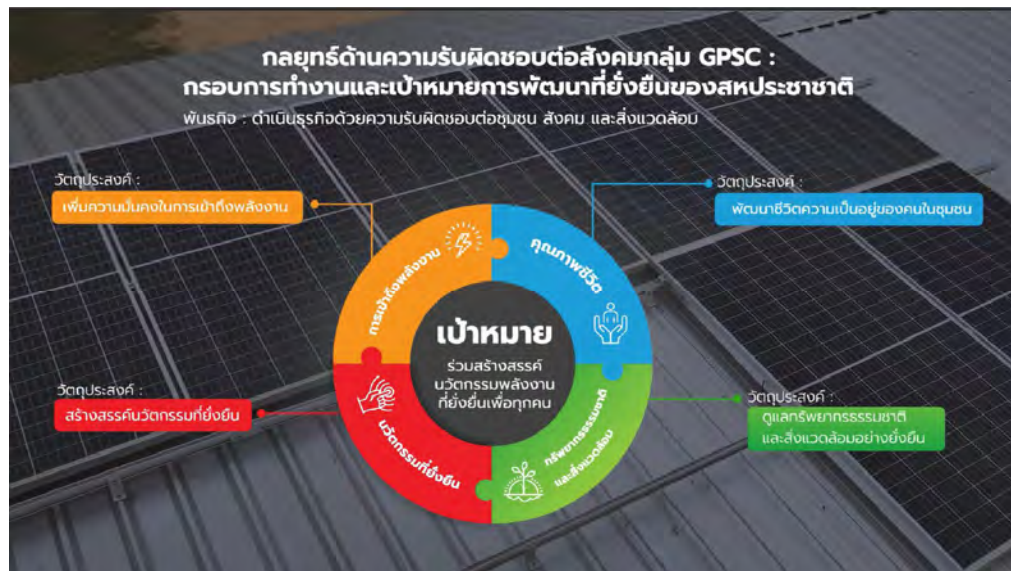 กลยุทธ์ด้านความรับผิดชอบต่อสังคมกลุ่ม GPSC :
กรอบการทำงานและเป้าหมายการพัฒนาที่ยั่งยืนของสหประชาชาติ
พันธกิจ : ดำเนินธุรกิจด้วยความรับผิดชอบต่อชุมชน สังคม และสิ่งแวดล้อม
วัตถุประสงค์ :
เพิ่มความมั่นคงในการเข้าถึงพลังงาน
วัตถุประสงค์ :
พัฒนาชีวิตความเป็นอยู่ของคนในชุมชน
การเข้าถึงพลังงาน
คุณภาพชีวิต
เป้าหมาย
ร่วมสร้างสรรค์
นวัตกรรมพลังงาน
ที่ยั่งยืนเพื่อทุกคน
วัตถุประสงค์ :
สร้างสรรค์นวัตกรรมที่ยั่งยืน
วัตถุประสงค์ :
ดูแลทรัพยากรธรรมชาติ
และสิ่งแวดล้อมอย่างยั่งยืน
นวัตกรรมที่ยั่งยืน
ทรัพยากรธรรมชาติ
และสิ่งแวดล้อม